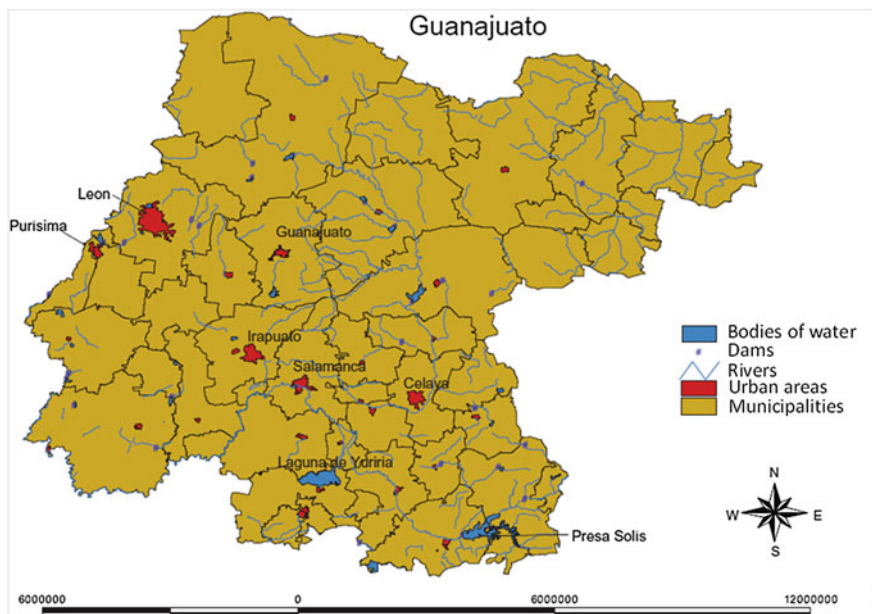 Guanajuato
Leon
Purisima
Guanajuato
Irapuato
Salamanca
Celaya
Laguna de Yuriria
Presa Solis
Bodies of water
Dams
Rivers
Urban areas
Municipalities
N
W E
S
6000000 0 6000000 12000000